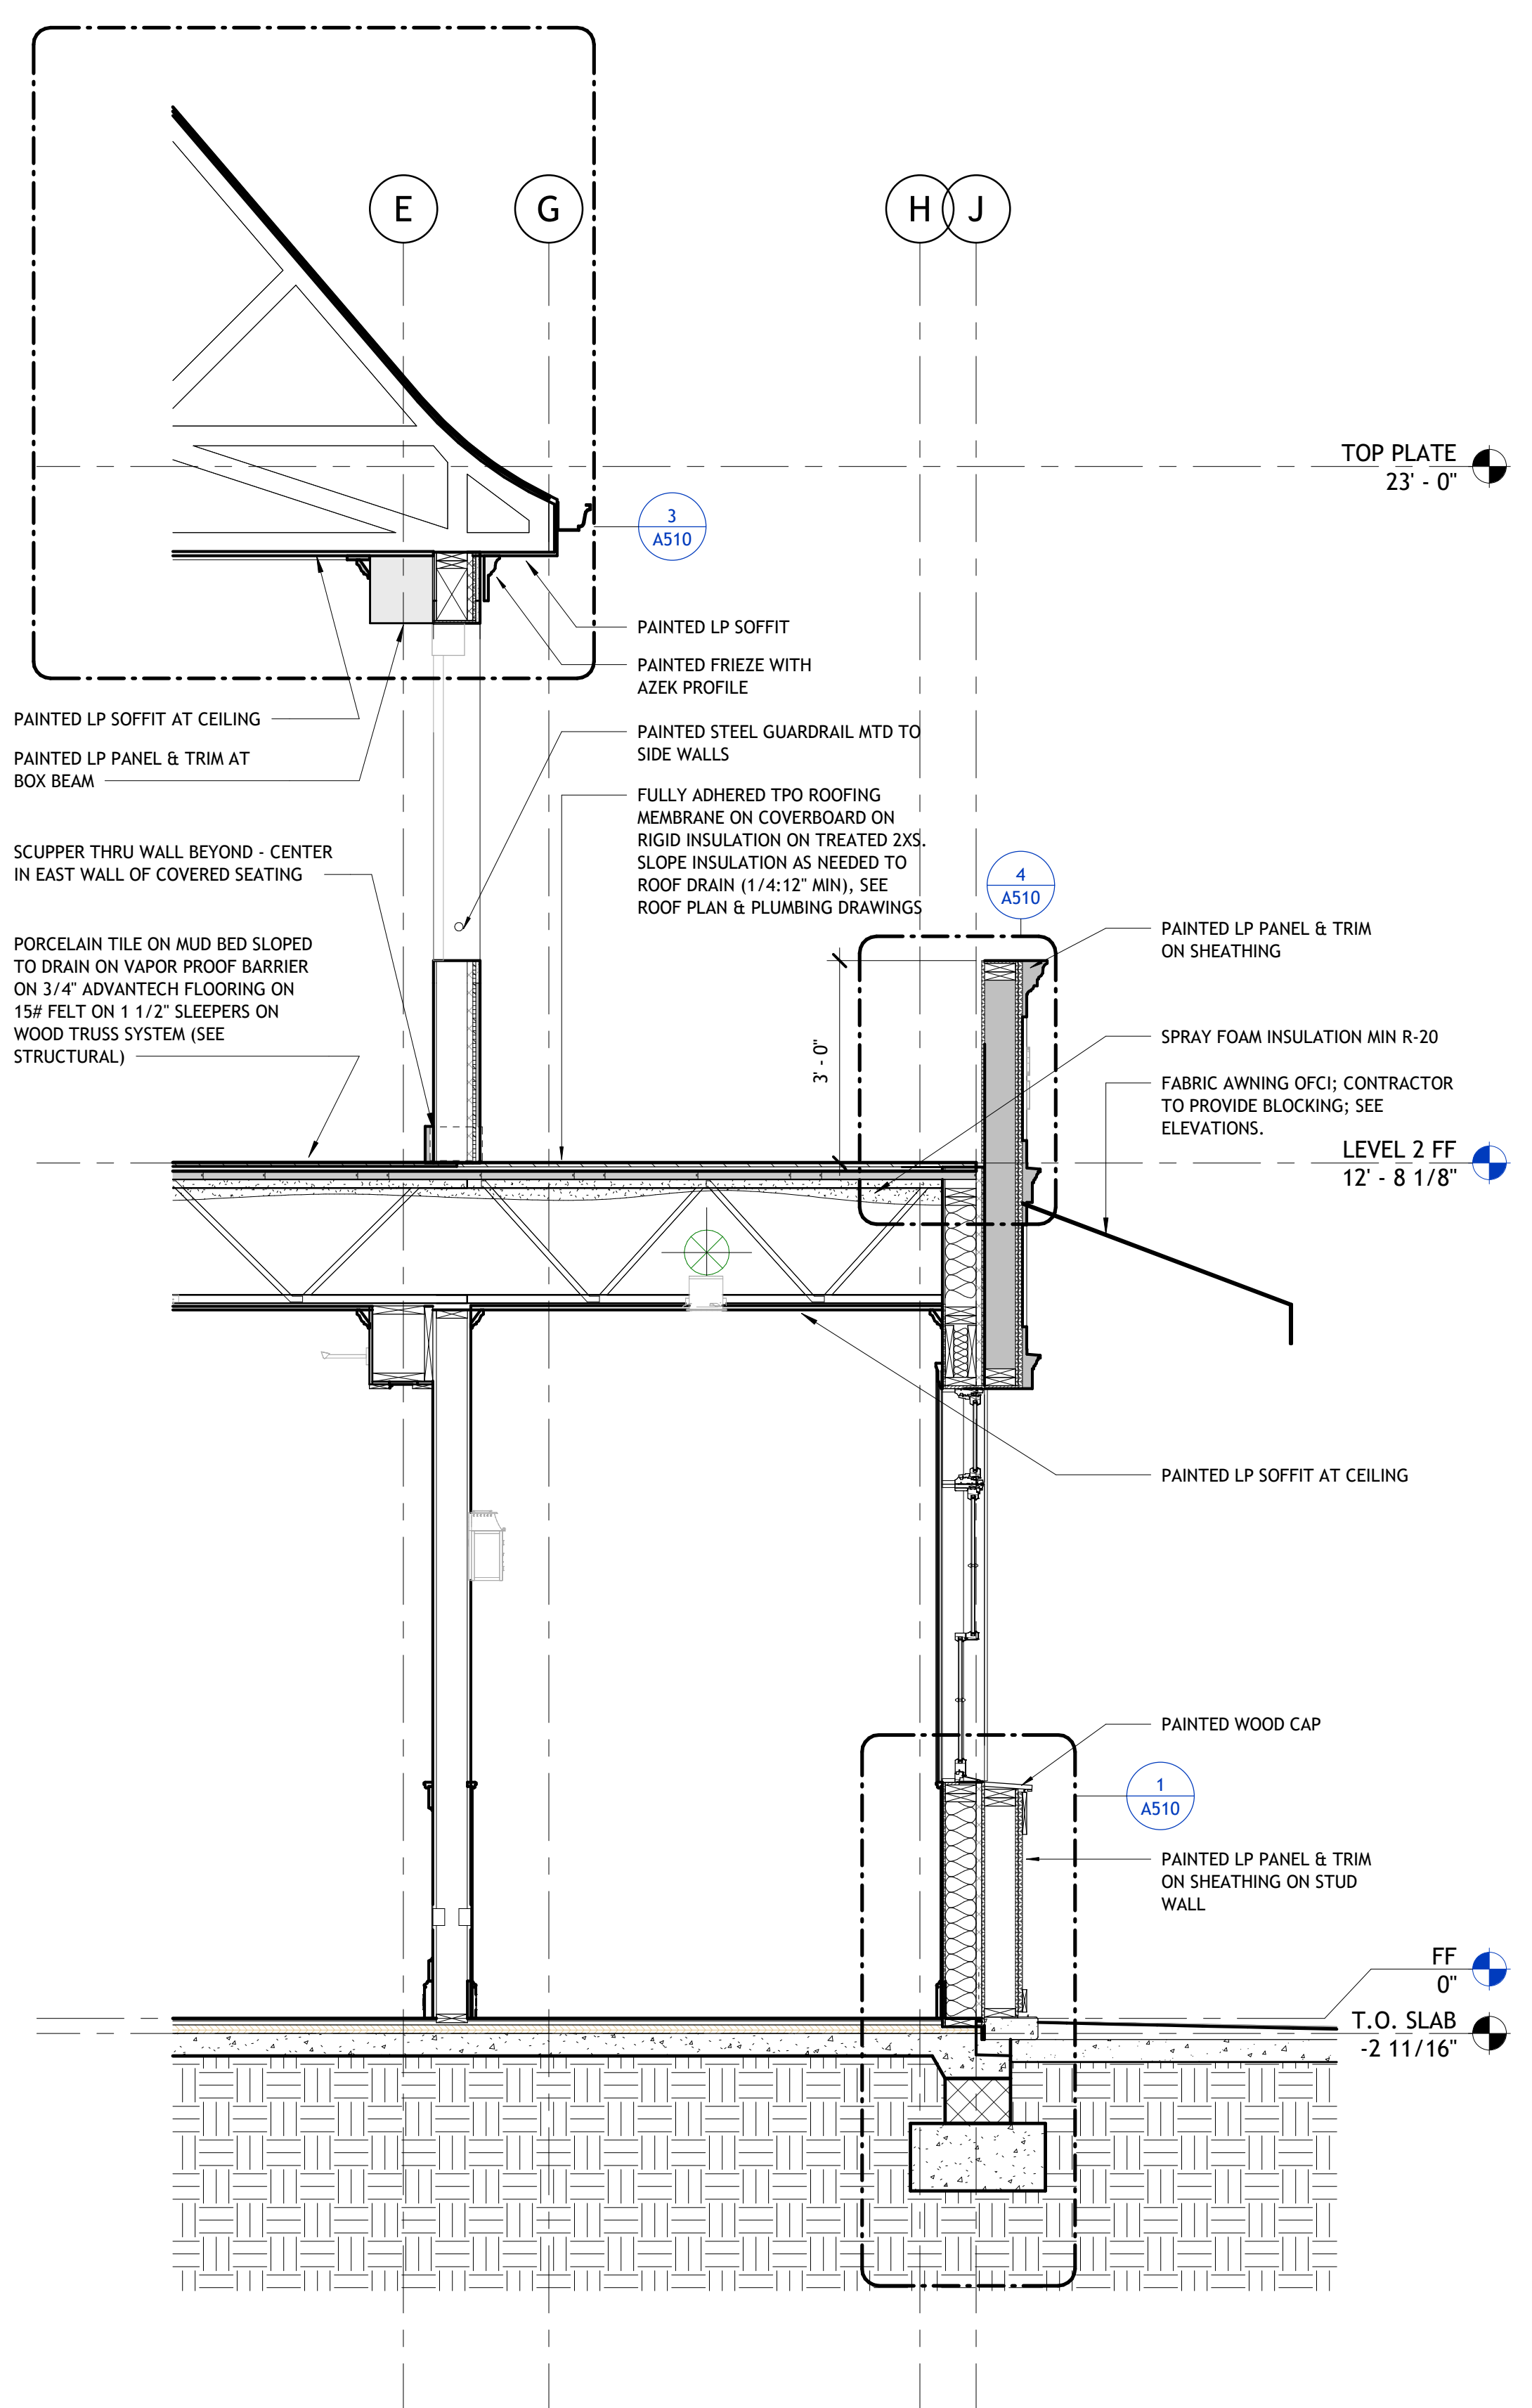 E
G
H
J
TOP PLATE
23' - 0"
3
A510
PAINTED LP SOFFIT
PAINTED FRIEZE WITH
AZEK PROFILE
PAINTED LP SOFFIT AT CEILING
PAINTED LP PANEL & TRIM AT
BOX BEAM
PAINTED STEEL GUARDRAIL MTD TO
SIDE WALLS
FULLY ADHERED TPO ROOFING
MEMBRANE ON COVERBOARD ON
RIGID INSULATION ON TREATED 2XS.
SLOPE INSULATION AS NEEDED TO
ROOF DRAIN (1/4:12" MIN), SEE
ROOF PLAN & PLUMBING DRAWINGS
SCUPPER THRU WALL BEYOND - CENTER
IN EAST WALL OF COVERED SEATING
PORCELAIN TILE ON MUD BED SLOPED
TO DRAIN ON VAPOR PROOF BARRIER
ON 3/4" ADVANTECH FLOORING ON
15# FELT ON 1 1/2" SLEEPERS ON
WOOD TRUSS SYSTEM (SEE
STRUCTURAL)
4
A510
PAINTED LP PANEL & TRIM
ON SHEATHING
3' - 0"
SPRAY FOAM INSULATION MIN R-20
FABRIC AWNING OFCI; CONTRACTOR
TO PROVIDE BLOCKING; SEE
ELEVATIONS.
LEVEL 2 FF
12' - 8 1/8"
PAINTED LP SOFFIT AT CEILING
PAINTED WOOD CAP
1
A510
PAINTED LP PANEL & TRIM
ON SHEATHING ON STUD
WALL
FF
0"
T.O. SLAB
-2 11/16"